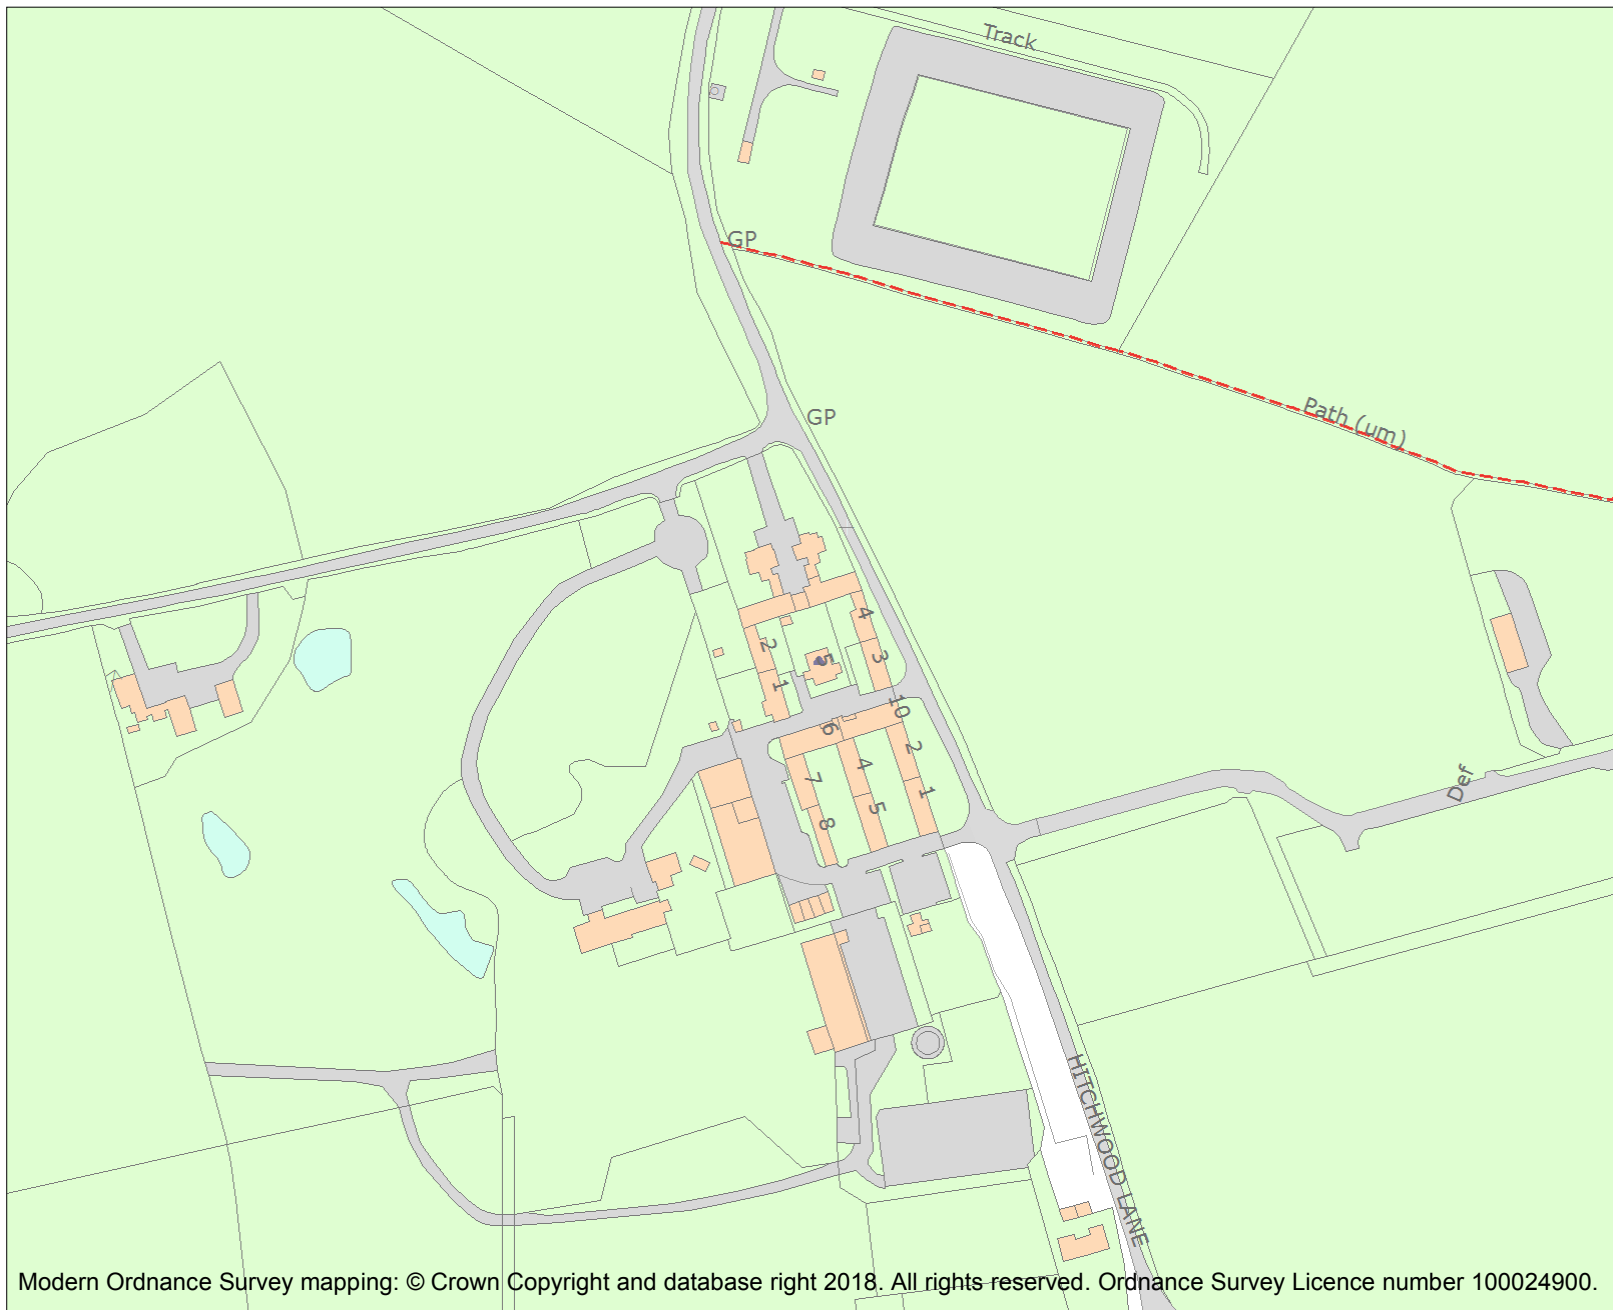 Track
GP
Path (um)
GP
4
2
3
5
1
10
6
2
4
7
1
5
8
Def
HITCHWOOD LANE
Modern Ordnance Survey mapping: © Crown Copyright and database right 2018. All rights reserved. Ordnance Survey Licence number 100024900.